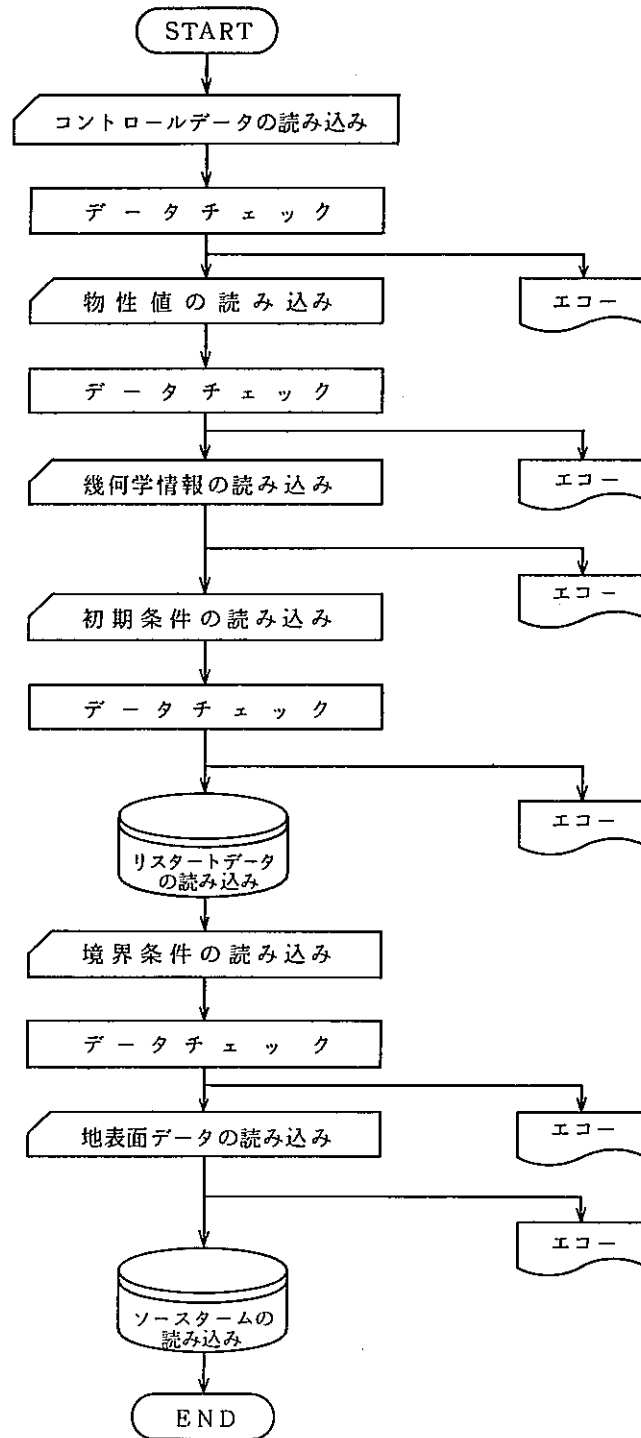 START
コントロールデータの読み込み
データチェック
物性値の読み込み
エコー
データチェック
幾何学情報の読み込み
エコー
エコー
初期条件の読み込み
データチェック
エコー
リスタートデータ
の読み込み
境界条件の読み込み
データチェック
地表面データの読み込み
エコー
エコー
ソースタームの
読み込み
END